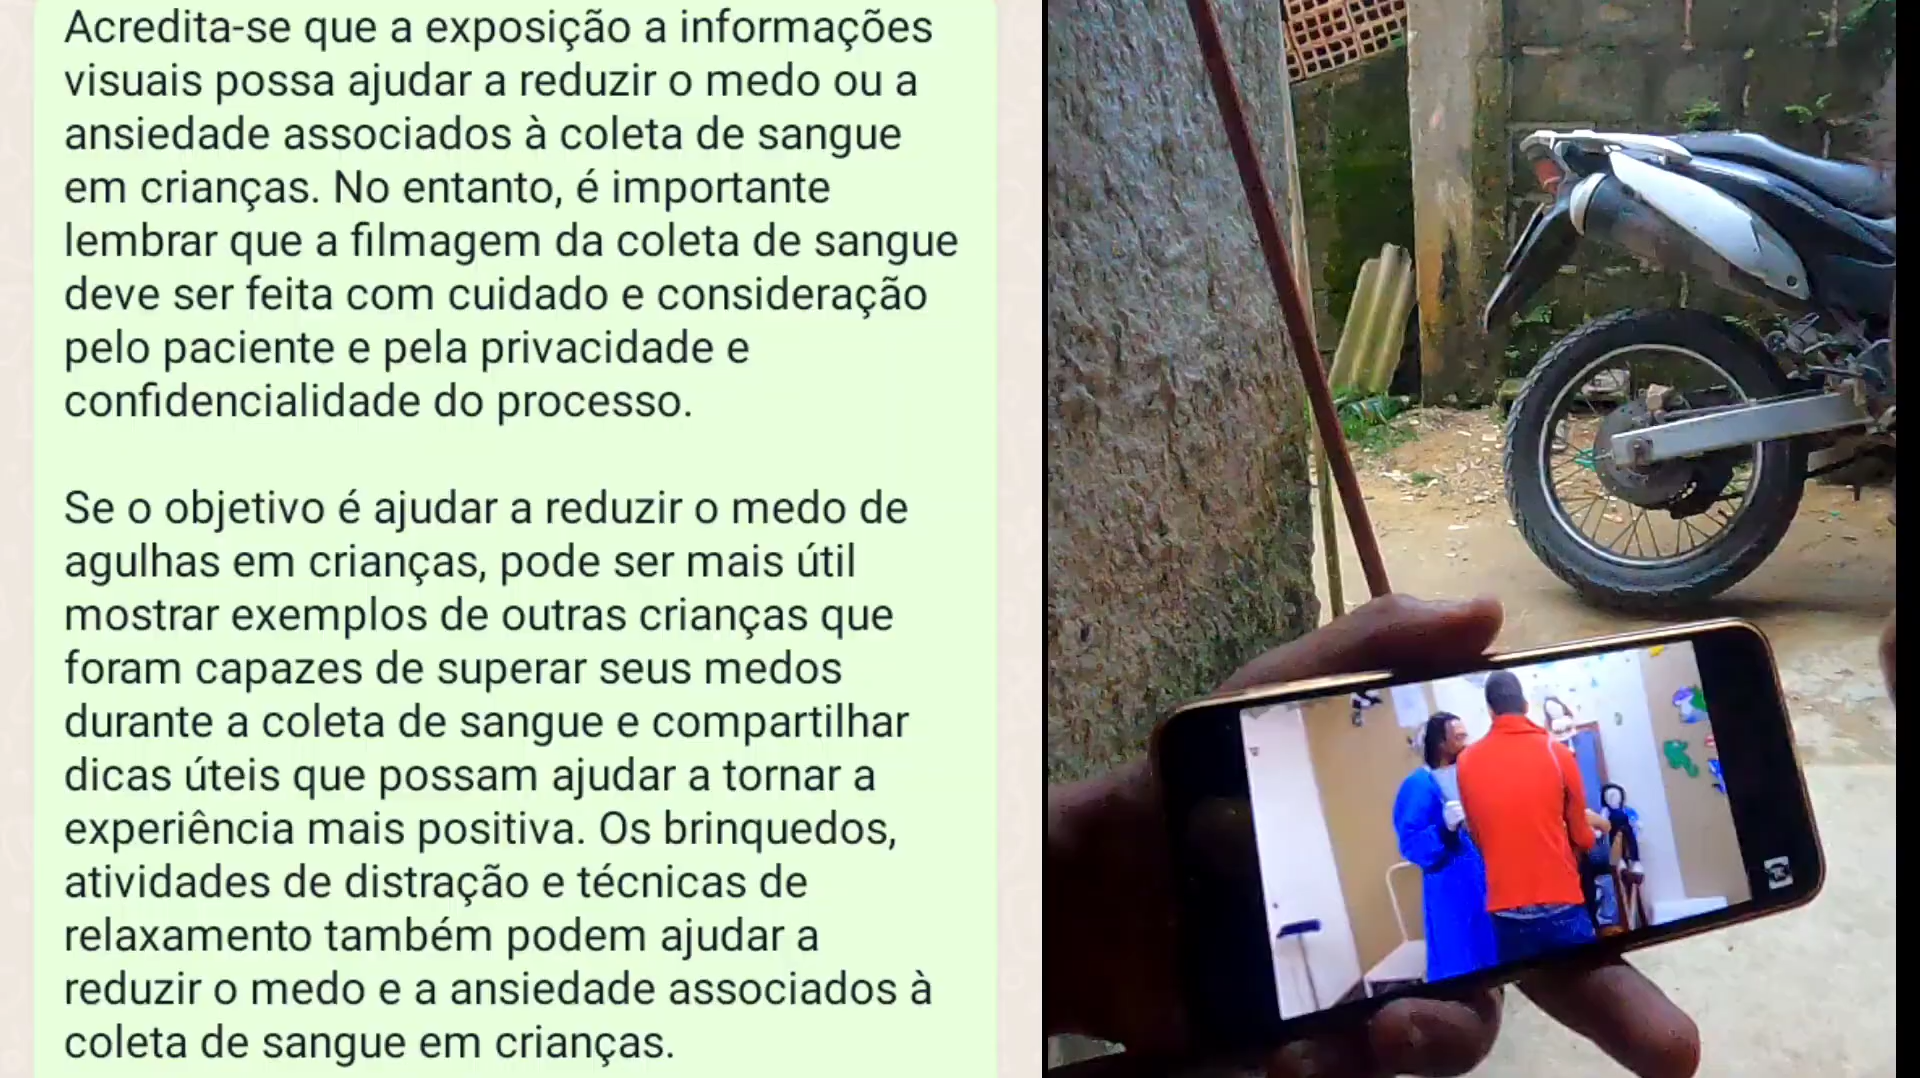 Acredita-se que a exposição a informações
visuais possa ajudar a reduzir o medo ou a
ansiedade associados à coleta de sangue
em crianças. No entanto, é importante
lembrar que a filmagem da coleta de sangue
deve ser feita com cuidado e consideração
pelo paciente e pela privacidade e
confidencialidade do processo.
Se o objetivo é ajudar a reduzir o medo de
agulhas em crianças, pode ser mais útil
mostrar exemplos de outras crianças que
foram capazes de superar seus medos
durante a coleta de sangue e compartilhar
dicas úteis que possam ajudar a tornar a
experiência mais positiva. Os brinquedos,
atividades de distração e técnicas de
relaxamento também podem ajudar a
reduzir o medo e a ansiedade associados à
coleta de sangue em crianças.